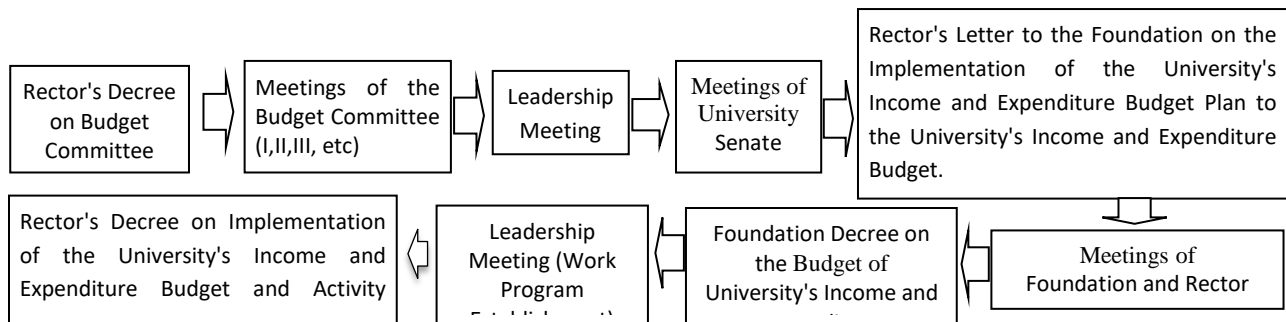 Rector's Decree
on Budget
Committee
Meetings of the
Budget Committee
(I,II,III, etc)
Leadership
Meeting
Meetings of
University
Senate
Rector's Letter to the Foundation on the
Implementation of the University's
Income and Expenditure Budget Plan to
the University's Income and Expenditure
Budget.
Meetings of
Foundation and Rector
Foundation Decree on
the Budget of
University's Income and
Leadership
Meeting (Work
Program
Rector's Decree on Implementation
of the University's Income and
Expenditure Budget and Activity